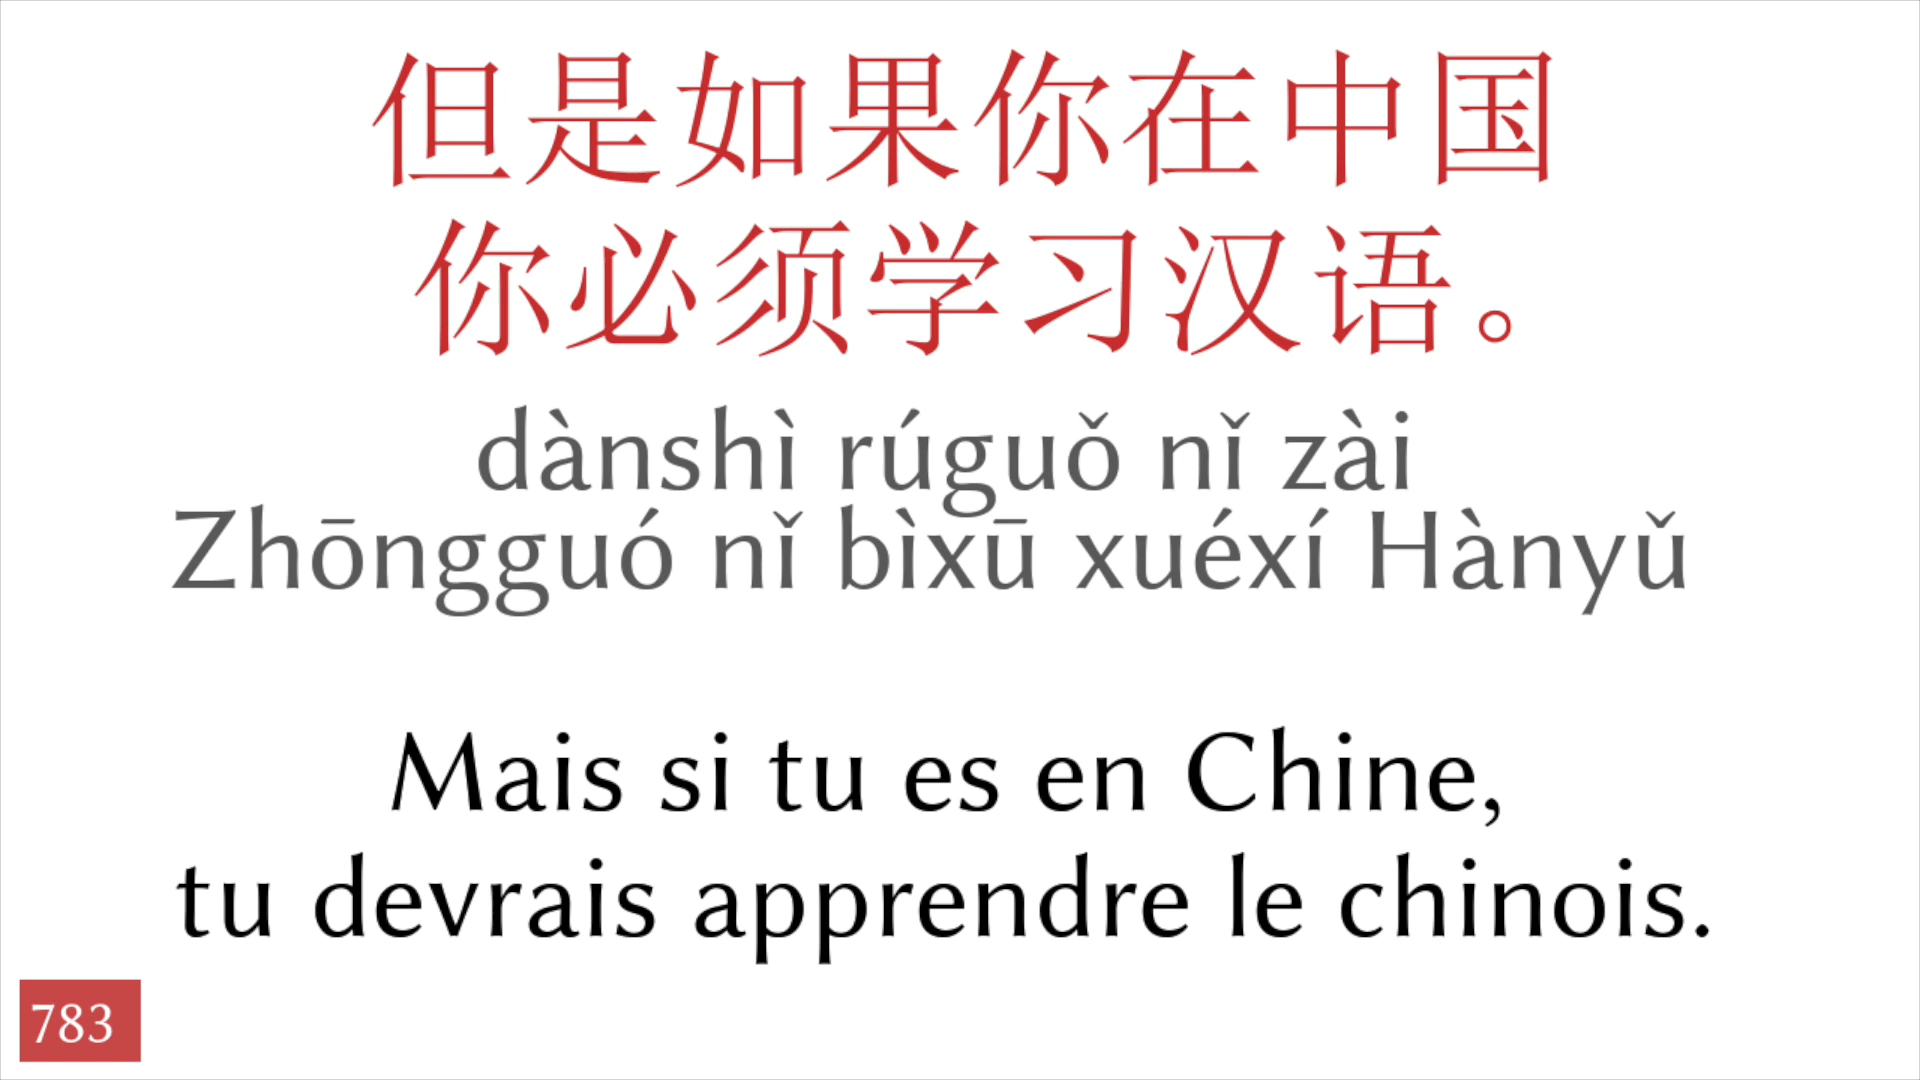 但是如果你在中国
你必须学习汉语。
dànshì rúguǒ nǐ zài
Zhōngguó nǐ bìxū xuéxí Hànyǔ
Mais si tu es en Chine,
tu devrais apprendre le chinois.
783